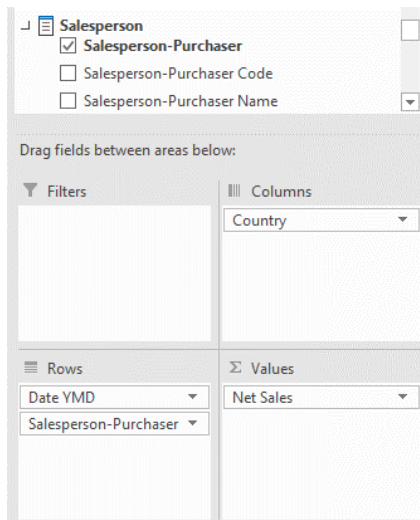 Salesperson
Salesperson-Purchaser
Salesperson-Purchaser Code
Salesperson-Purchaser Name
Drag fields between areas below:
Filters
Columns
Country
Rows
Σ Values
Date YMD
Net Sales
Salesperson-Purchaser